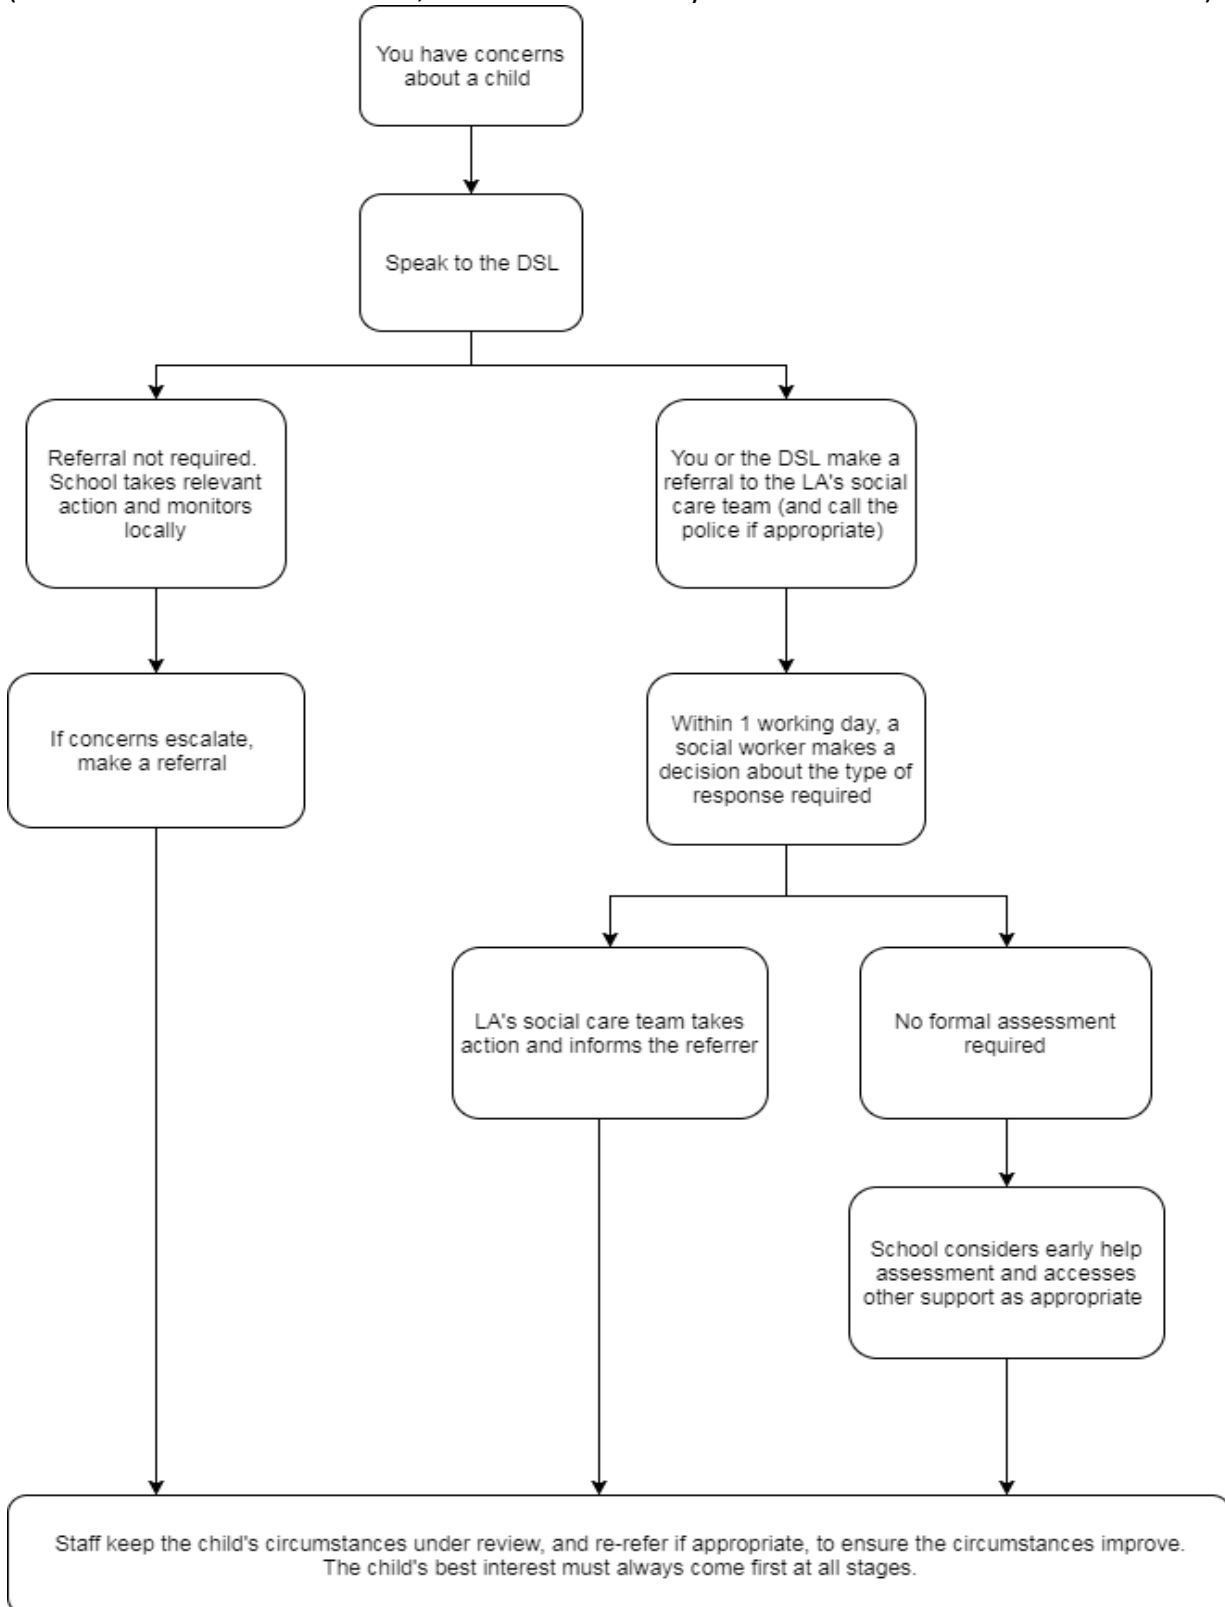 You have concerns
about a child
Speak to the DSL
Referral not required.
School takes relevant
action and monitors
locally
You or the DSL make a
referral to the LA's social
care team (and call the
police if appropriate)
If concerns escalate,
make a referral
Within 1 working day, a
social worker makes a
decision about the type of
response required
LA's social care team takes
action and informs the referrer
No formal assessment
required
School considers early help
assessment and accesses
other support as appropriate
Staff keep the child's circumstances under review, and re-refer if appropriate, to ensure the circumstances improve.
The child's best interest must always come first at all stages.